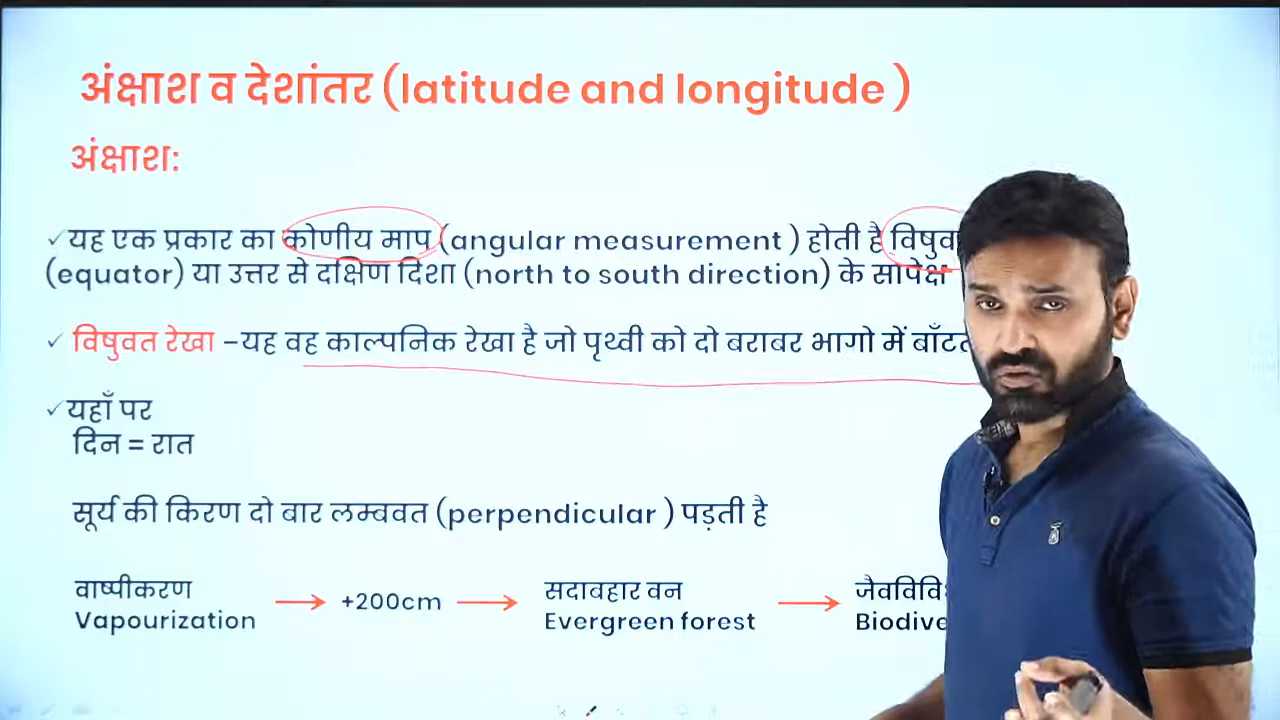 अंक्षाश व देशांतर (latitude and longitude )
अंक्षाश:
✓यह एक प्रकार का कोणीय माप (angular measurement ) होती है
(equator) या उत्तर से दक्षिण दिशा (north to south direction) के सापेक्ष
✓ विषुवत रेखा –यह वह काल्पनिक रेखा है जो पृथ्वी को दो बराबर भागो में
✓यहाँ पर
दिन = रात
सूर्य की किरण दो बार लम्बवत (perpendicular ) पड़ती है
वाष्पीकरण → +200cm → सदाबहार वन →
Vapourization Evergreen forest